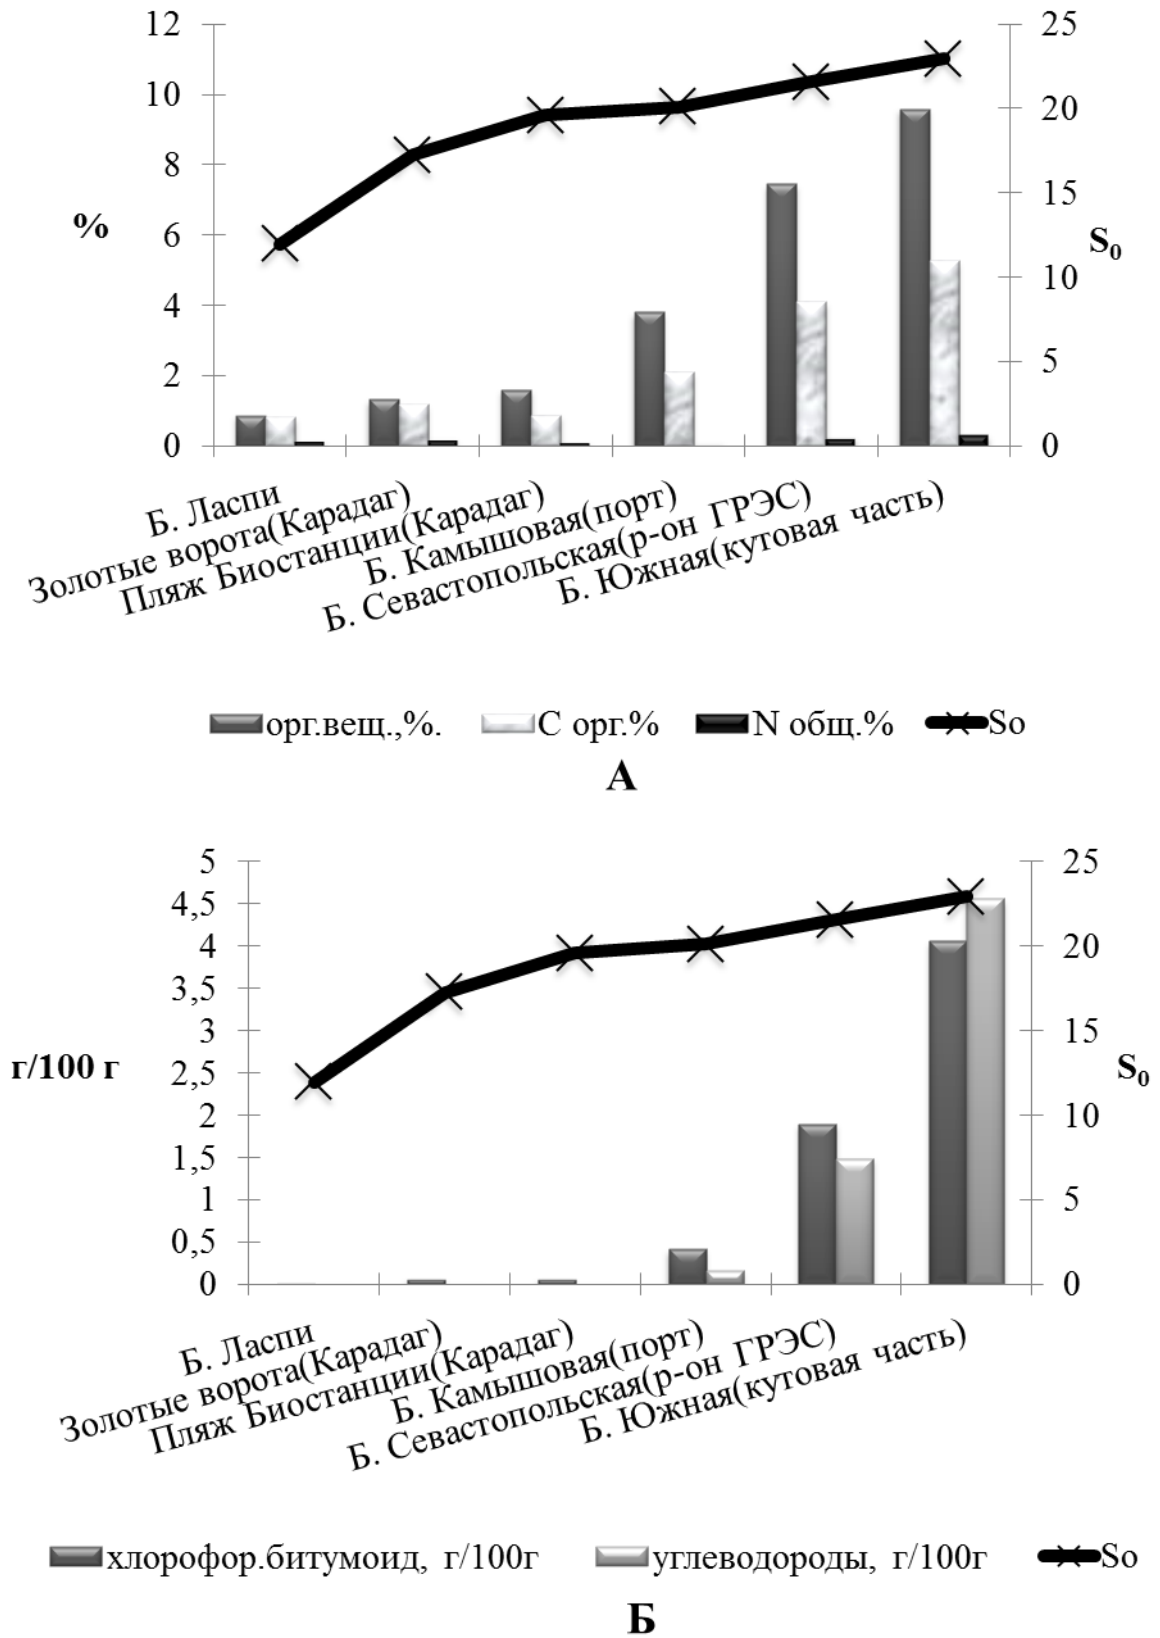 12
10
8
6
4
2
0
%
25
20
15
10
5
0
S₀
Б. Ласпи
Золотые ворота(Карадаг)
Пляж Биостанции(Карадаг)
Б. Камышовая(порт)
Б. Севастопольская(р-он ГРЭС)
Б. Южная(кутовая часть)
орг.вещ.,%. С орг.% N общ.% So
А
5
4,5
4
3,5
3
2,5
2
1,5
1
0,5
0
г/100 г
25
20
15
10
5
0
S₀
Б. Ласпи
Золотые ворота(Карадаг)
Пляж Биостанции(Карадаг)
Б. Камышовая(порт)
Б. Севастопольская(р-он ГРЭС)
Б. Южная(кутовая часть)
хлорофор.битумоид, г/100г углеводороды, г/100г So
Б